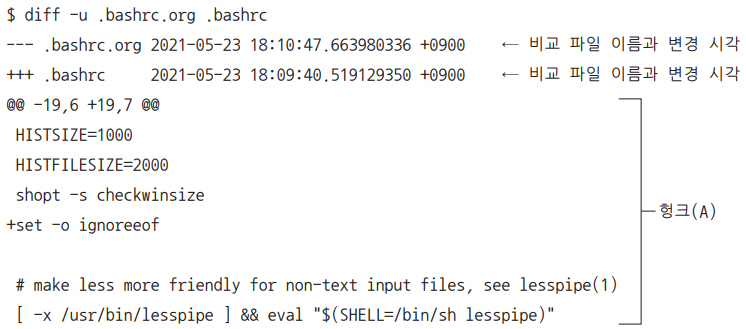 $ diff -u .bashrc.org .bashrc
--- .bashrc.org 2021-05-23 18:10:47.663980336 +0900 ← 비교 파일 이름과 변경 시각
+++ .bashrc 2021-05-23 18:09:40.519129350 +0900 ← 비교 파일 이름과 변경 시각
@@ -19,6 +19,7 @@
HISTSIZE=1000
HISTFILESIZE=2000
shopt -s checkwinsize
+set -o ignoreeof
헝크(A)
# make less more friendly for non-text input files, see lesspipe(1)
[ -x /usr/bin/lesspipe ] && eval "$(SHELL=/bin/sh lesspipe)"